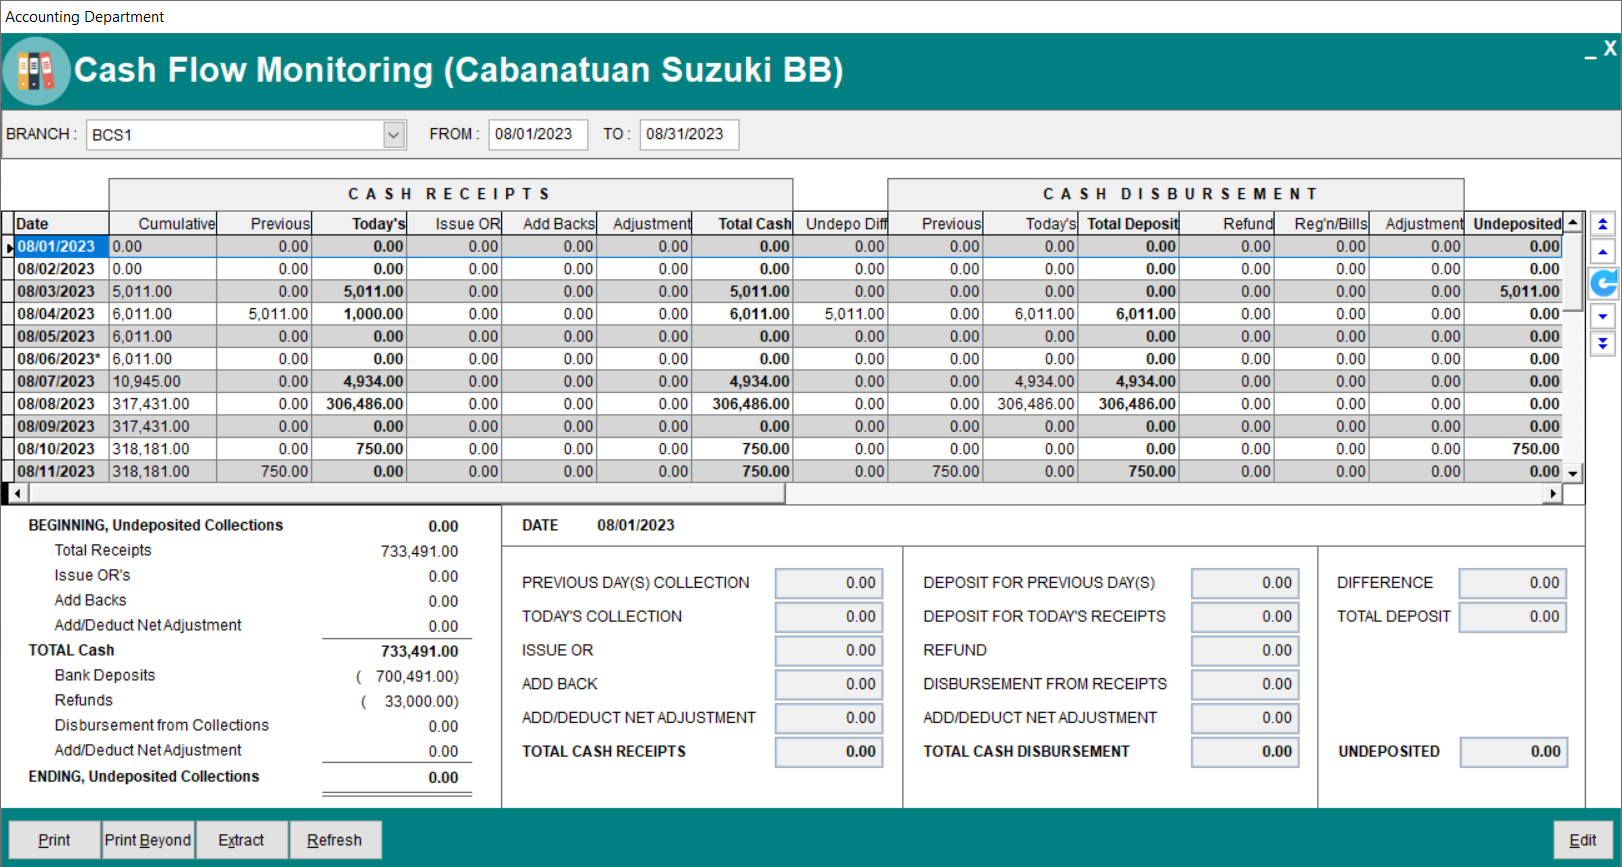 Accounting Department
Cash Flow Monitoring (Cabanatuan Suzuki BB)
_ X
BRANCH : BCS1 FROM : 08/01/2023 TO : 08/31/2023
CASH RECEIPTS CASH DISBURSEMENT
Date Cumulative Previous Today's Issue OR Add Backs Adjustment Total Cash Undepo Diff Previous Today's Total Deposit Refund Reg'n/Bills Adjustment Undeposited
08/01/2023 0.00 0.00 0.00 0.00 0.00 0.00 0.00 0.00 0.00 0.00 0.00 0.00 0.00 0.00 0.00
08/02/2023 0.00 0.00 0.00 0.00 0.00 0.00 0.00 0.00 0.00 0.00 0.00 0.00 0.00 0.00 0.00
08/03/2023 5,011.00 0.00 5,011.00 0.00 0.00 0.00 5,011.00 0.00 0.00 0.00 0.00 0.00 0.00 0.00 5,011.00
08/04/2023 6,011.00 5,011.00 1,000.00 0.00 0.00 0.00 6,011.00 5,011.00 0.00 6,011.00 6,011.00 0.00 0.00 0.00 0.00
08/05/2023 6,011.00 0.00 0.00 0.00 0.00 0.00 0.00 0.00 0.00 0.00 0.00 0.00 0.00 0.00 0.00
08/06/2023* 6,011.00 0.00 0.00 0.00 0.00 0.00 0.00 0.00 0.00 0.00 0.00 0.00 0.00 0.00 0.00
08/07/2023 10,945.00 0.00 4,934.00 0.00 0.00 0.00 4,934.00 0.00 0.00 4,934.00 4,934.00 0.00 0.00 0.00 0.00
08/08/2023 317,431.00 0.00 306,486.00 0.00 0.00 0.00 306,486.00 0.00 0.00 306,486.00 306,486.00 0.00 0.00 0.00 0.00
08/09/2023 317,431.00 0.00 0.00 0.00 0.00 0.00 0.00 0.00 0.00 0.00 0.00 0.00 0.00 0.00 0.00
08/10/2023 318,181.00 0.00 750.00 0.00 0.00 0.00 750.00 0.00 0.00 0.00 0.00 0.00 0.00 0.00 750.00
08/11/2023 318,181.00 750.00 0.00 0.00 0.00 0.00 750.00 0.00 750.00 0.00 750.00 0.00 0.00 0.00 0.00
BEGINNING, Undeposited Collections 0.00
Total Receipts 733,491.00
Issue OR's 0.00
Add Backs 0.00
Add/Deduct Net Adjustment 0.00
TOTAL Cash 733,491.00
Bank Deposits ( 700,491.00)
Refunds ( 33,000.00)
Disbursement from Collections 0.00
Add/Deduct Net Adjustment 0.00
ENDING, Undeposited Collections 0.00
DATE 08/01/2023
PREVIOUS DAY(S) COLLECTION 0.00
TODAY'S COLLECTION 0.00
ISSUE OR 0.00
ADD BACK 0.00
ADD/DEDUCT NET ADJUSTMENT 0.00
TOTAL CASH RECEIPTS 0.00
DEPOSIT FOR PREVIOUS DAY(S) 0.00
DEPOSIT FOR TODAY'S RECEIPTS 0.00
REFUND 0.00
DISBURSEMENT FROM RECEIPTS 0.00
ADD/DEDUCT NET ADJUSTMENT 0.00
TOTAL CASH DISBURSEMENT 0.00
DIFFERENCE 0.00
TOTAL DEPOSIT 0.00
UNDEPOSITED 0.00
Print Print Beyond Extract Refresh Edit